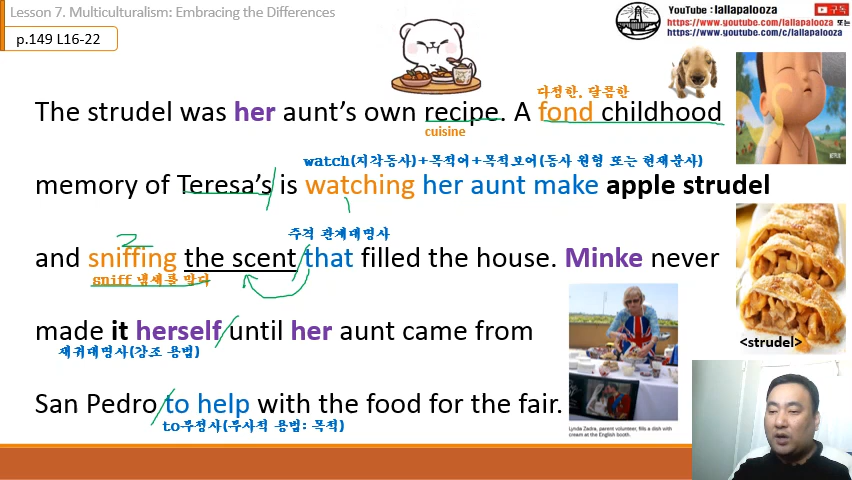 Lesson 7. Multiculturalism: Embracing the Differences
YouTube : lallapalooza
구독
https://www.youtube/lallapalooza 또는
https://www.youtube.com/c/lallapalooza
p.149 L16-22
다정한, 달콤한
The strudel was her aunt's own recipe. A fond childhood
cuisine
NETFLIX
watch(지각동사)+목적어+목적보어(동사 원형 또는 현재분사)
memory of Teresa's is watching her aunt make apple strudel
2
주격 관계대명사
and sniffing the scent that filled the house. Minke never
sniff 냄새를 맡다
<strudel>
made it herself until her aunt came from
재귀대명사(강조 용법)
San Pedro to help with the food for the fair.
to부정사(부사적 용법: 목적)
Lynda Zadra, parent volunteer, fills a dish with
cream at the English booth.